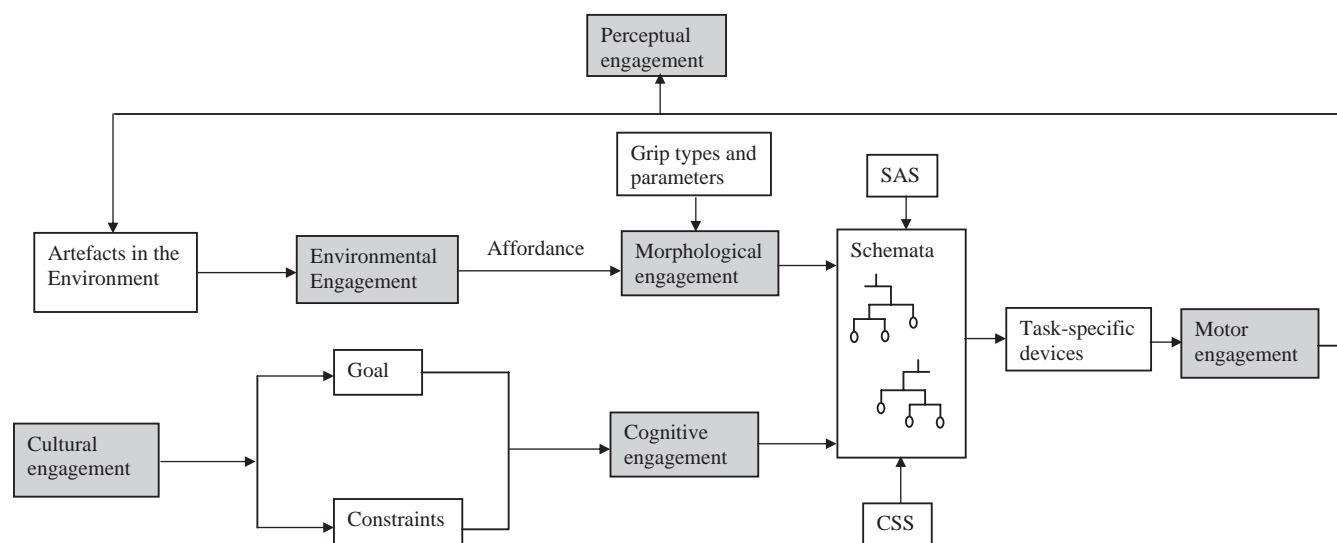 Perceptual
engagement
Grip types and
parameters
SAS
Artefacts in the
Environment
Environmental
Engagement
Affordance
Morphological
engagement
Schemata
Task-specific
devices
Motor
engagement
Goal
Cultural
engagement
Cognitive
engagement
Constraints
CSS